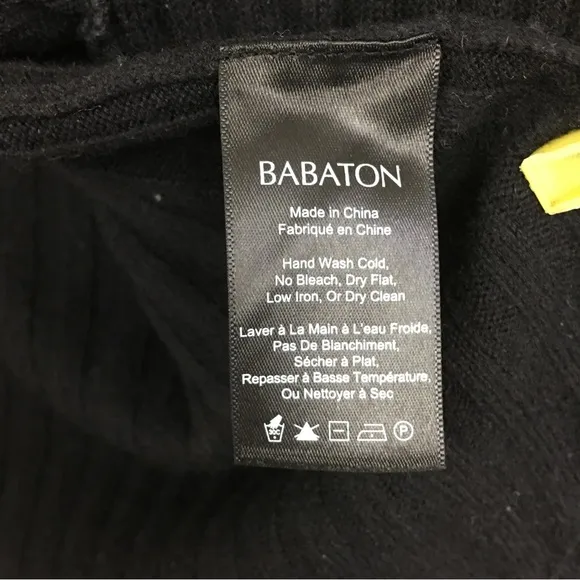 BABATON
Made in China
Fabriqué en Chine
Hand Wash Cold,
No Bleach, Dry Flat,
Low Iron, Or Dry Clean
Laver à La Main à L'eau Froide,
Pas De Blanchiment,
Sécher à Plat,
Repasser à Basse Température,
Ou Nettoyer à Sec
30C P